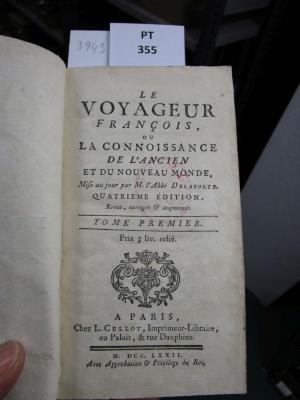 3943
PT
355
LE
VOYAGEUR
FRANÇOIS,
OU
LA CONNOISSANCE
DE L'ANCIEN
ET DU NOUVEAU MONDE,
Mise au jour par M. l'Abbé DELAPORTE.
QUATRIEME ÉDITION,
Revue, corrigée & augmentée.
TOME PREMIER.
Prix 3 liv. relié.
A PARIS,
Chez L. CELLOT, Imprimeur-Libraire,
au Palais, & rue Dauphine.
M. DCC. LXXII.
Avec Approbation & Privilége du Roi,